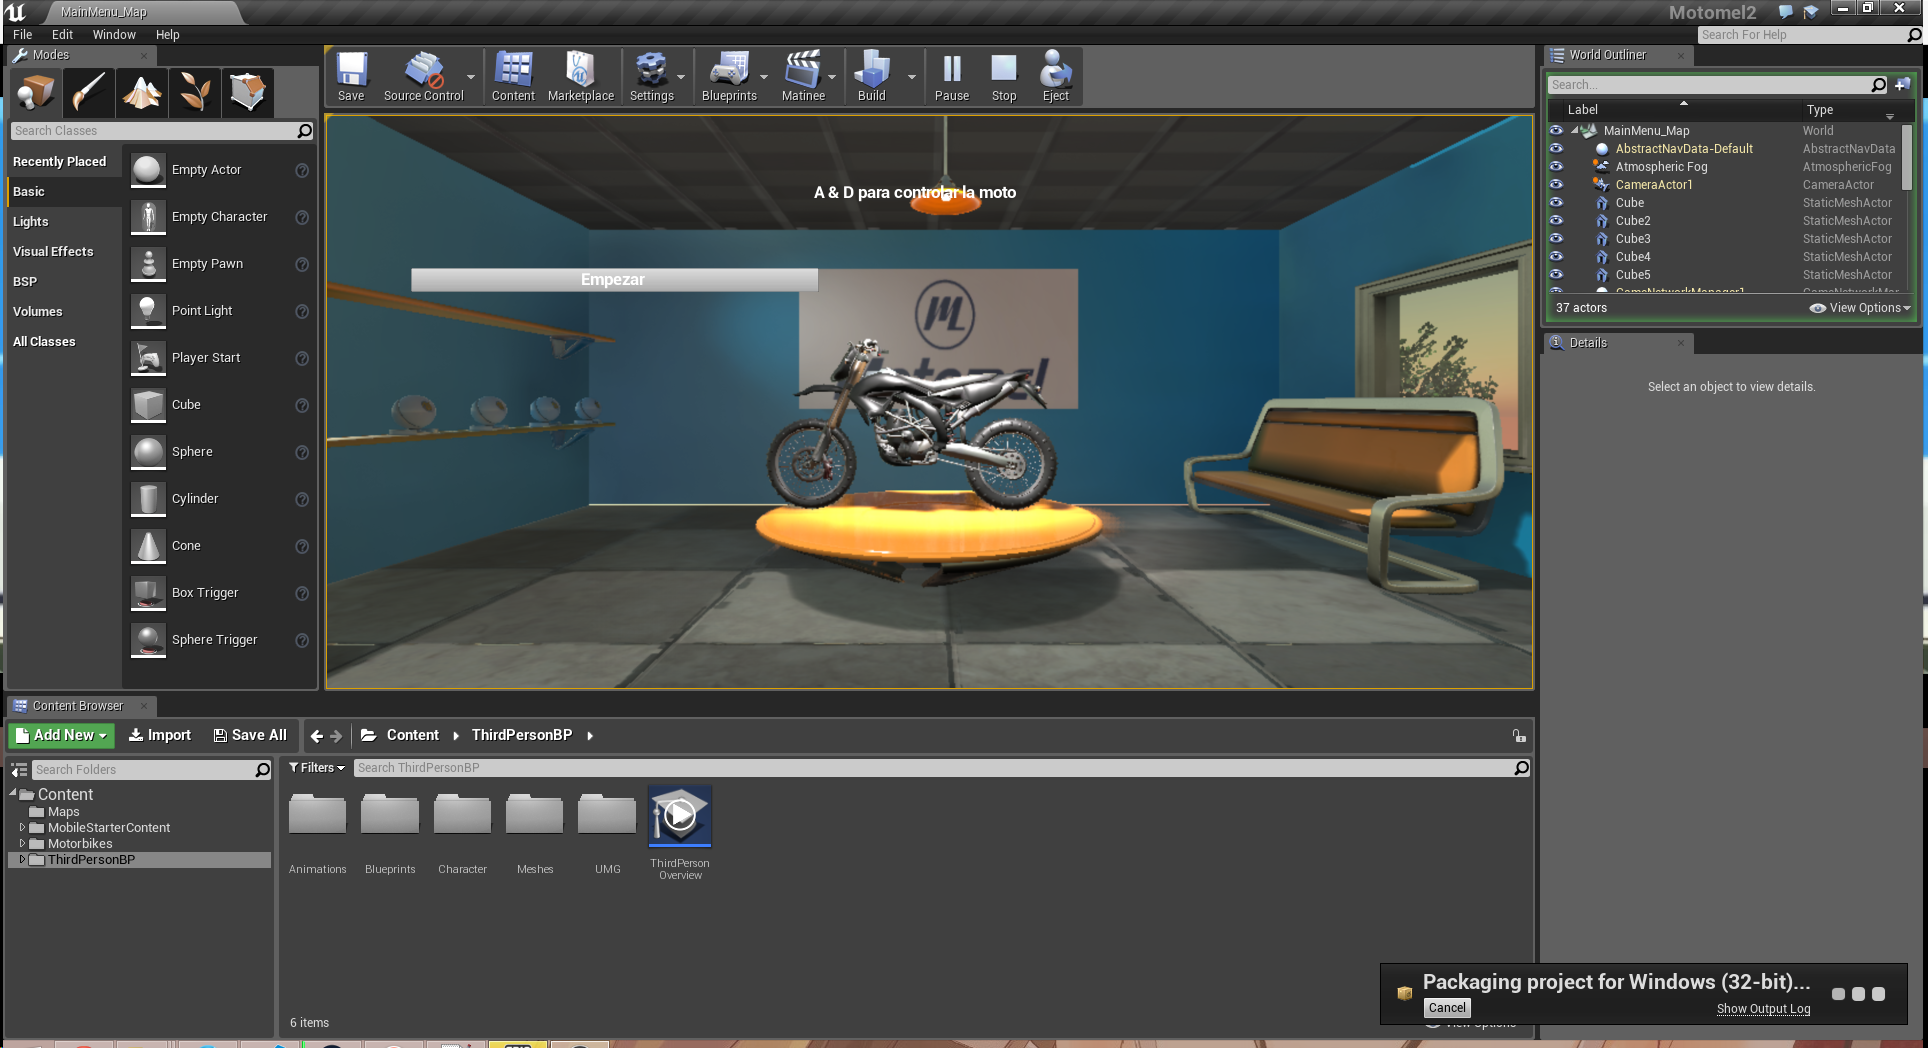 MainMenu_Map
Motomel2
File Edit Window Help
Search For Help
Modes
Search Classes
Recently Placed
Basic
Lights
Visual Effects
BSP
Volumes
All Classes
Empty Actor
Empty Character
Empty Pawn
Point Light
Player Start
Cube
Sphere
Cylinder
Cone
Box Trigger
Sphere Trigger
Save Source Control Content Marketplace Settings Blueprints Matinee Build Pause Stop Eject
A & D para controlar la moto
Empezar
M
Motomel
World Outliner
Search...
Label Type
MainMenu_Map World
AbstractNavData-Default AbstractNavData
Atmospheric Fog AtmosphericFog
CameraActor1 CameraActor
Cube StaticMeshActor
Cube2 StaticMeshActor
Cube3 StaticMeshActor
Cube4 StaticMeshActor
Cube5 StaticMeshActor
GameNetworkManager1 GameNetworkMar
37 actors View Options
Details
Select an object to view details.
Content Browser
Add New Import Save All Content ThirdPersonBP
Search Folders
Content
Maps
MobileStarterContent
Motorbikes
ThirdPersonBP
Filters Search ThirdPersonBP
Animations Blueprints Character Meshes UMG ThirdPerson
Overview
6 items View Options
Packaging project for Windows (32-bit)...
Cancel Show Output Log